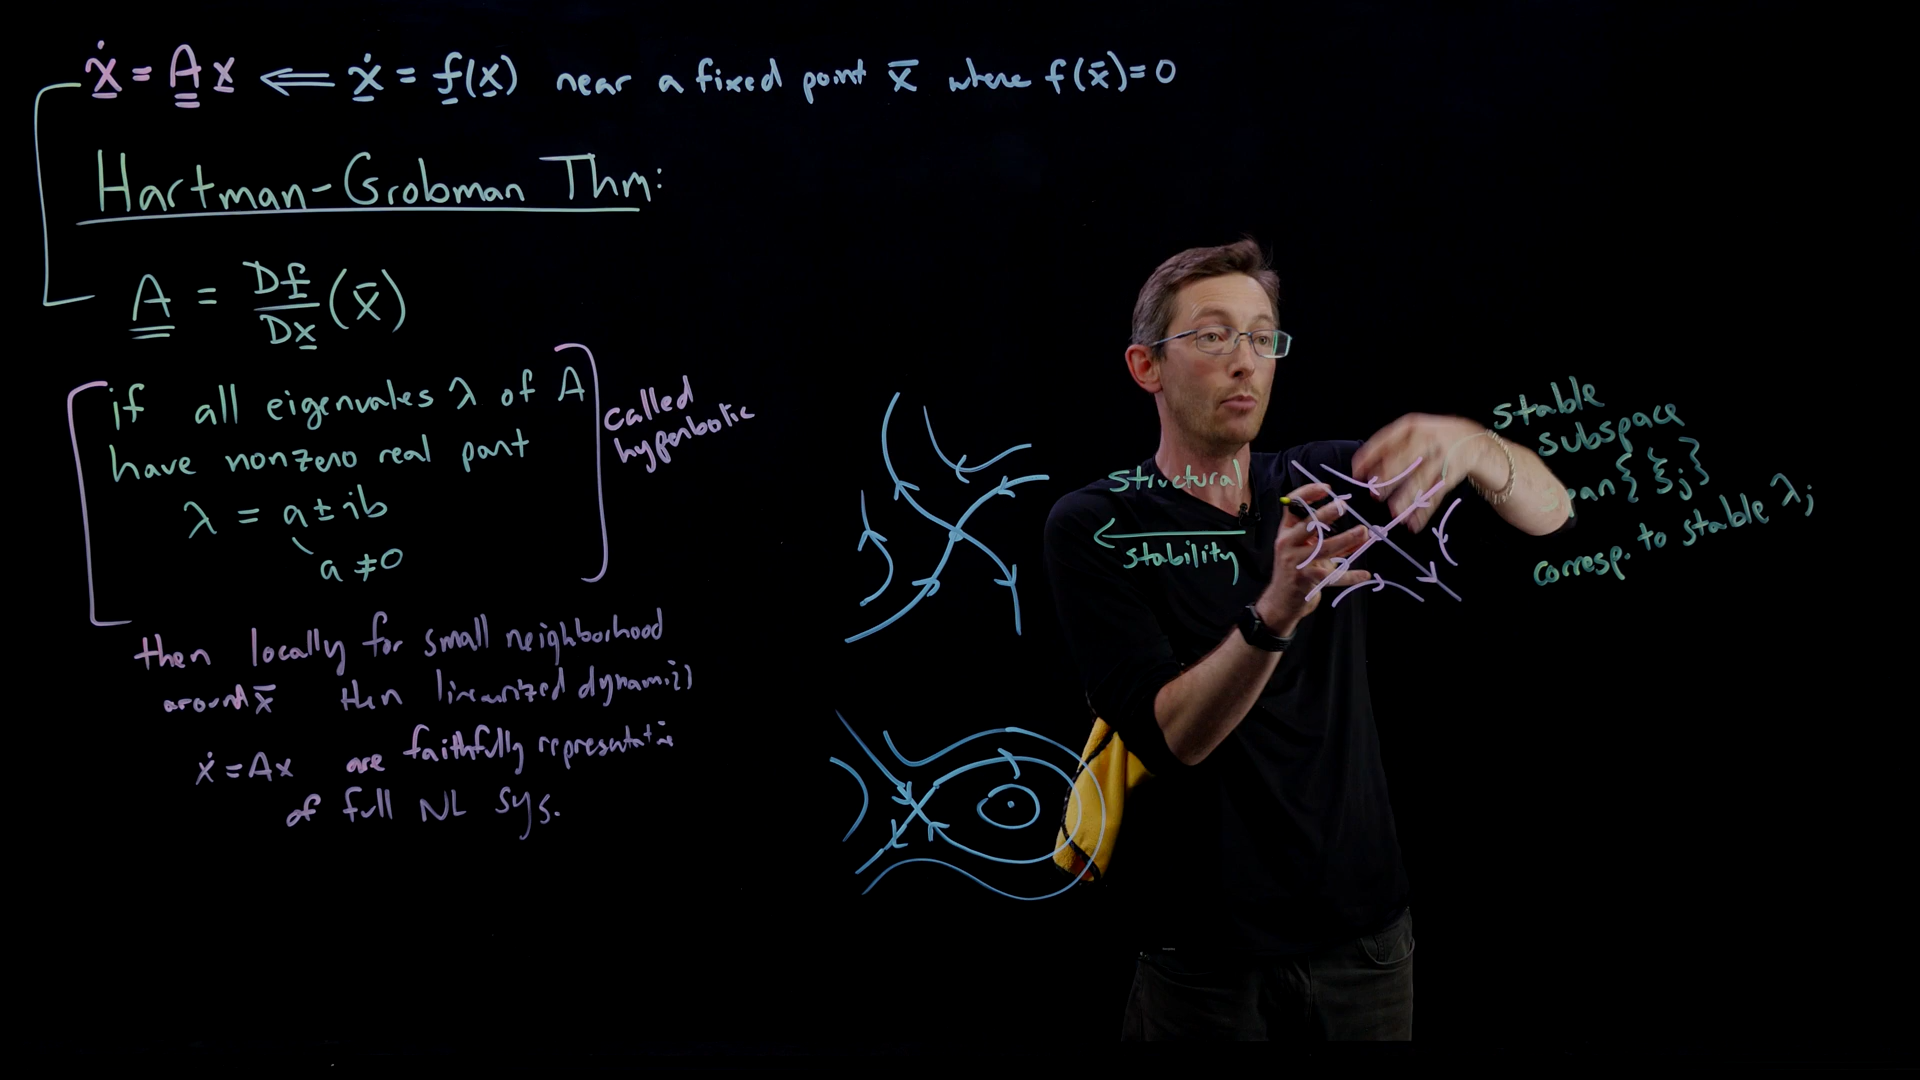 ẋ = A x ⟸ ẋ = f(x) near a fixed point x̄ where f(x̄)=0
Hartman-Grobman Thm:
A = Df/Dx (x̄)
if all eigenvales λ of A
have nonzero real part
λ = a ± ib
a ≠ 0
called
hyperbolic
then locally for small neighborhood
around x̄ then linearized dynamics
ẋ = Ax are faithfully representative
of full NL sys.
structural
stability
stable
subspace
span{ξj}
corresp. to stable λj